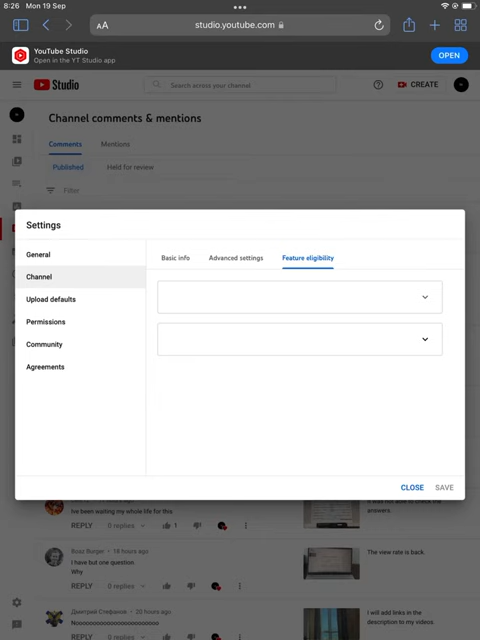 8:26 Mon 19 Sep
AA studio.youtube.com
YouTube Studio
Open in the YT Studio app
OPEN
Studio
Search across your channel
CREATE
Channel comments & mentions
Comments Mentions
Published Held for review
Filter
Settings
General
Channel
Upload defaults
Permissions
Community
Agreements
Basic info Advanced settings Feature eligibility
CLOSE SAVE
Ive been waiting my whole life for this
REPLY 0 replies 1
answers.
Buzz Burger • 18 hours ago
I have but one question
Why
REPLY 0 replies
The view rate is back.
Дмитрий Стефанов • 20 hours ago
REPLY 0 replies
I will add links in the
description to my videos.